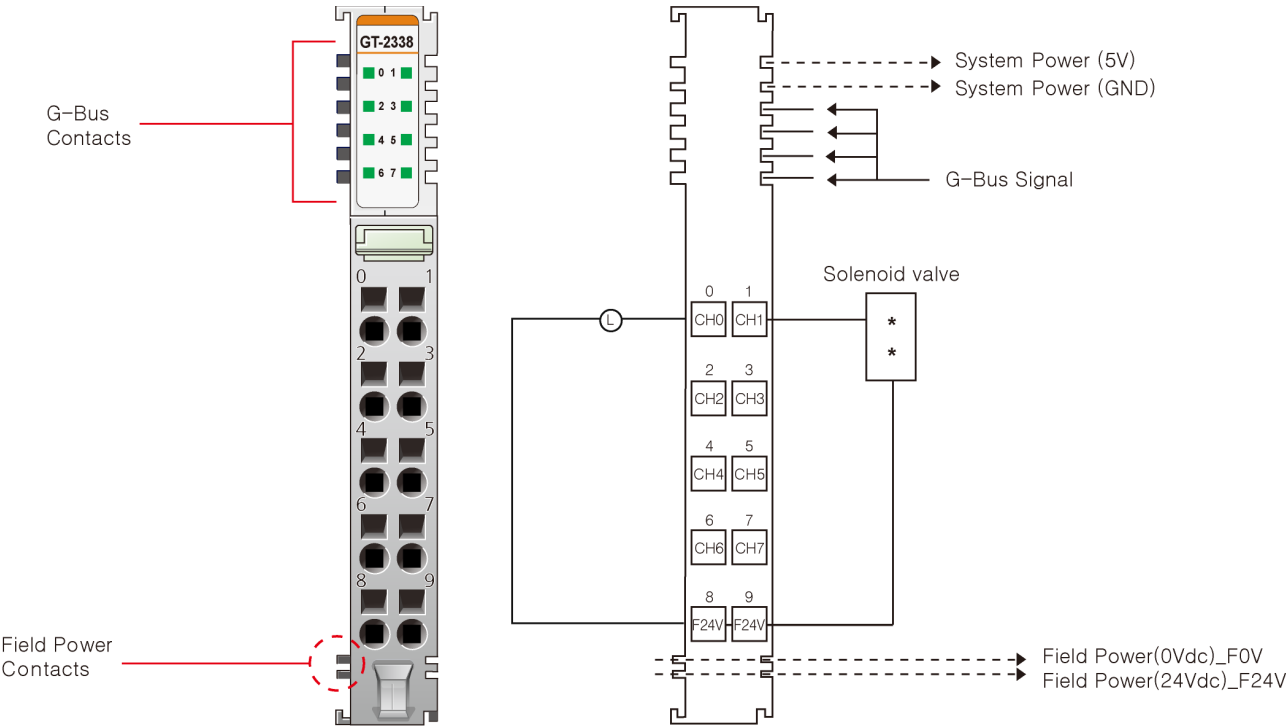 GT-2338
0 1
2 3
4 5
6 7
G-Bus
Contacts
0 1
2 3
4 5
6 7
8 9
Field Power
Contacts
System Power (5V)
System Power (GND)
G-Bus Signal
Solenoid valve
* 
*
L
0 1
CH0 CH1
2 3
CH2 CH3
4 5
CH4 CH5
6 7
CH6 CH7
8 9
F24V F24V
Field Power(0Vdc)_F0V
Field Power(24Vdc)_F24V